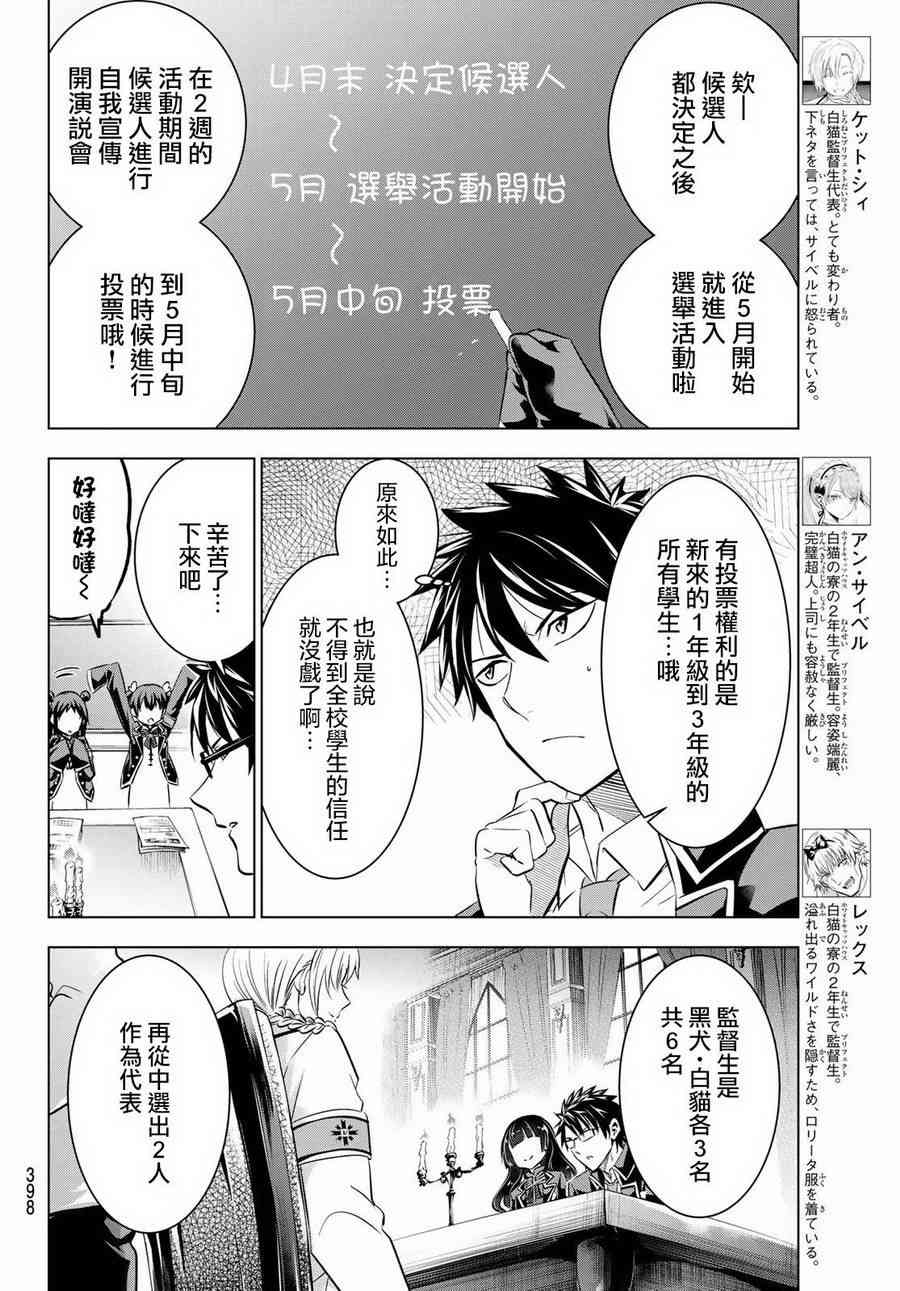 欸—
候選人
都決定之後
從5月開始
就進入
選舉活動啦
4月末 決定候選人
～
5月 選舉活動開始
～
5月中旬 投票
在2週的
活動期間
候選人進行
自我宣傳
開演説會
到5月中旬
的時候進行
投票哦！
有投票權利的是
新來的1年級到3年級的
所有學生…哦
原來如此…
也就是說
不得到全校學生的信任
就沒戲了啊…
辛苦了…
下來吧
好噠好噠～
監督生是
黑犬・白貓各3名
共6名
再從中選出2人
作為代表
ケット・シィ
白猫監督生代表。とても変わり者。
下ネタを言っては、サイベルに怒られている。
アン・サイベル
白猫の寮の2年生で監督生。容姿端麗、
完璧超人。上司にも容赦なく厳しい。
レックス
白猫の寮の2年生で監督生。
溢れ出るワイルドさを隠すため、ロリータ服を着ている。
398